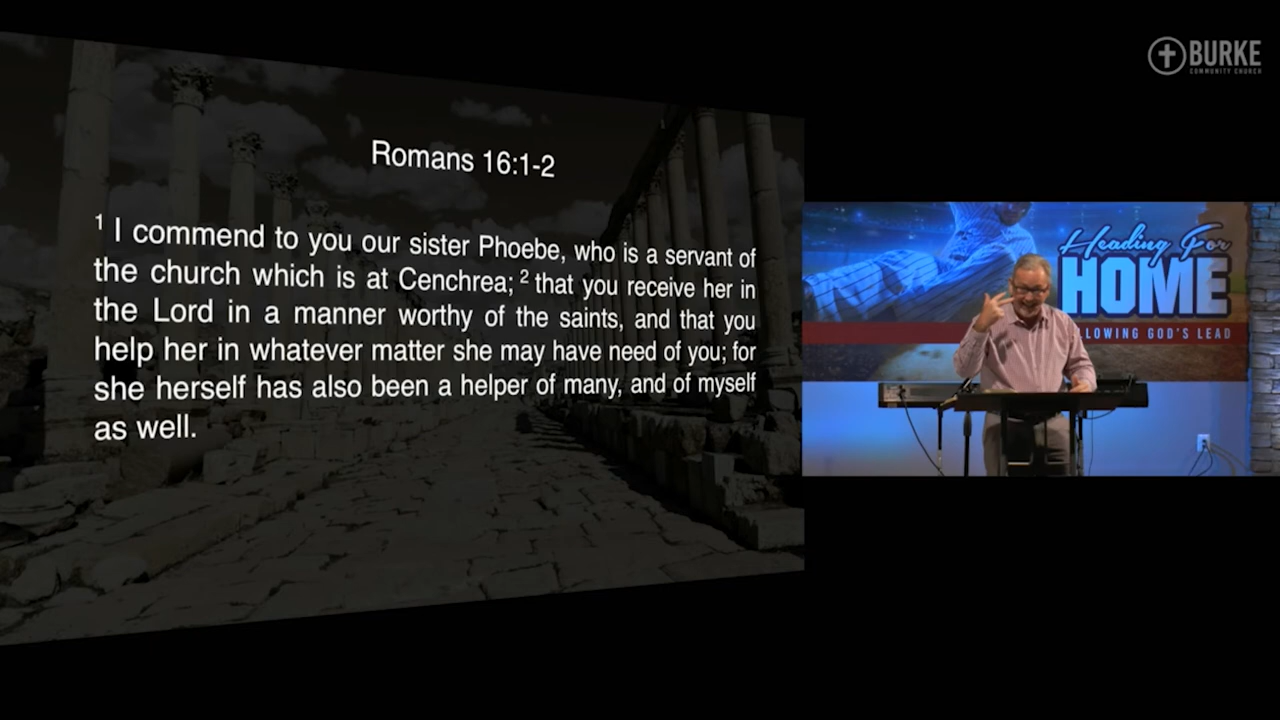 BURKE
COMMUNITY CHURCH
Romans 16:1-2
1 I commend to you our sister Phoebe, who is a servant of
the church which is at Cenchrea; 2 that you receive her in
the Lord in a manner worthy of the saints, and that you
help her in whatever matter she may have need of you; for
she herself has also been a helper of many, and of myself
as well.
Heading For
HOME
LLOWING GOD'S LEAD